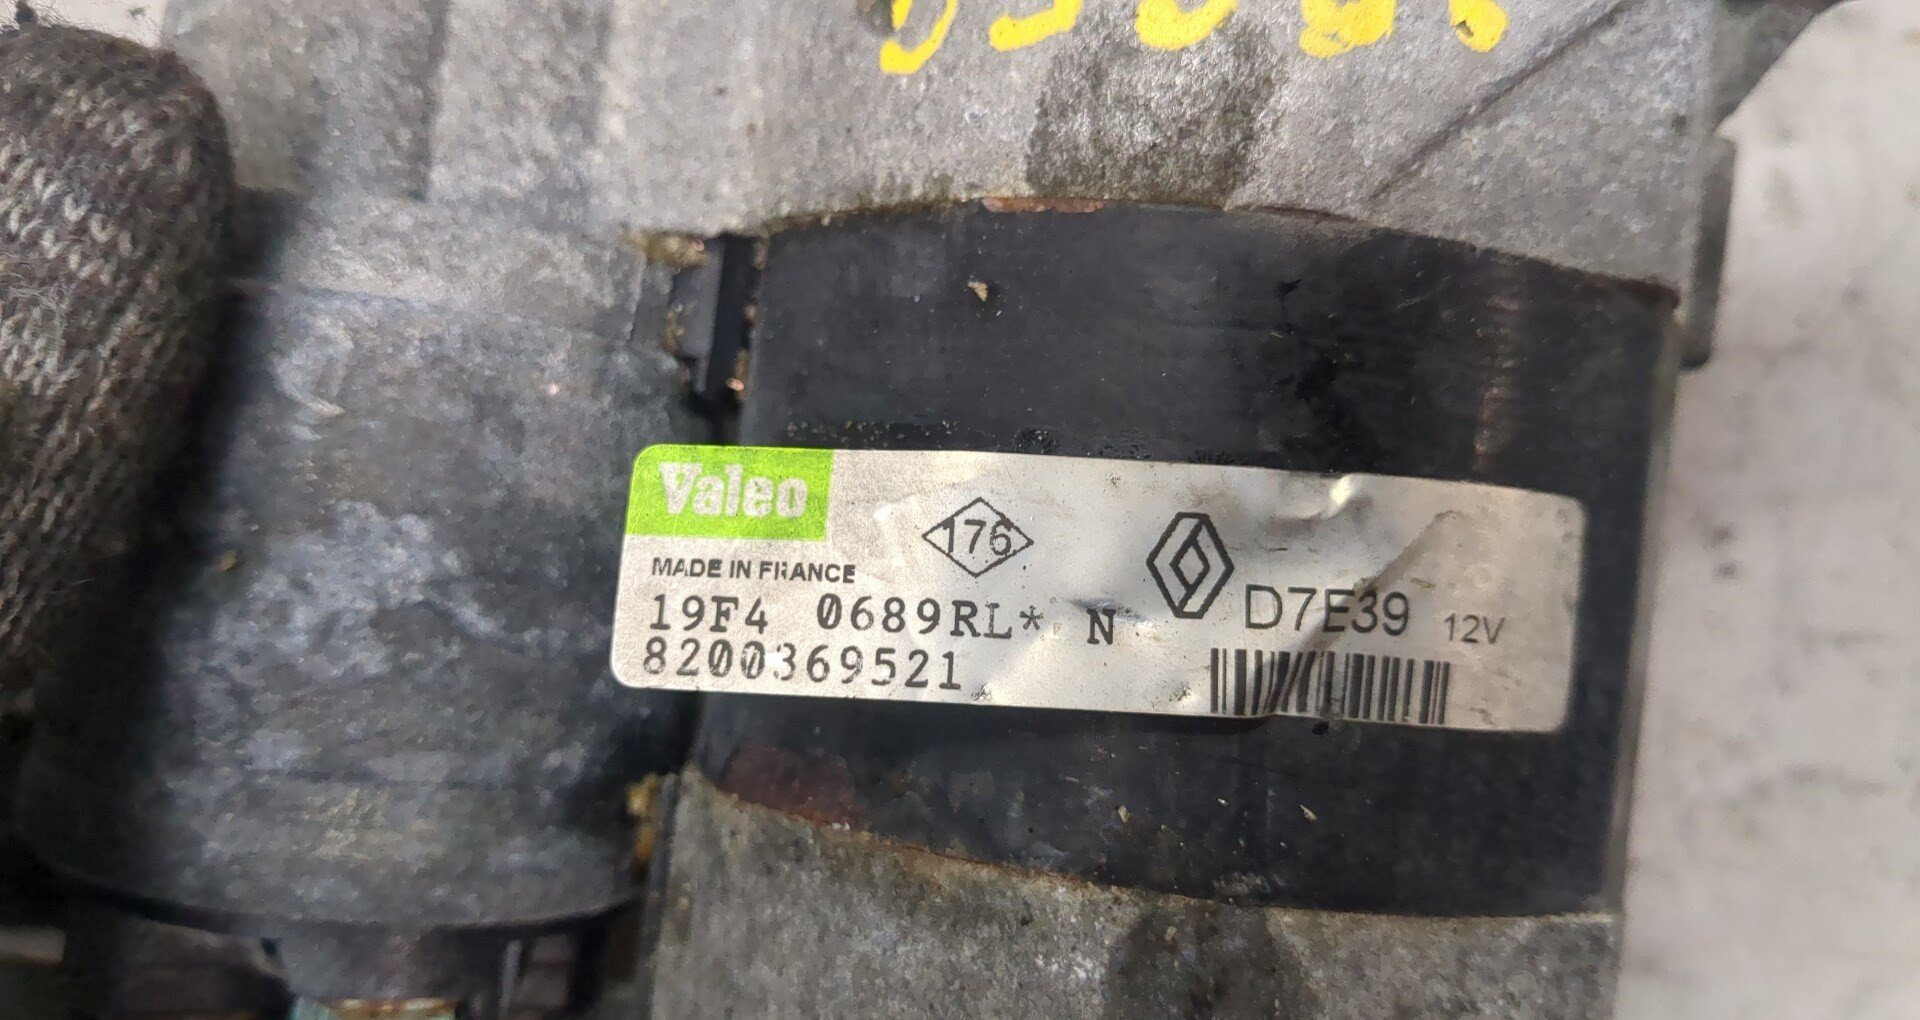 Valeo
176
MADE IN FRANCE
D7E39 12V
19F4 0689RL* N
8200369521